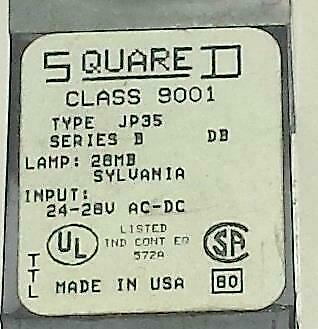 SQUARE D
CLASS 9001
TYPE JP35
SERIES B DB
LAMP: 28MB
SYLVANIA
INPUT:
24-28V AC-DC
UL LISTED
IND CONT EQ
572A
SA
TTL
MADE IN USA 80